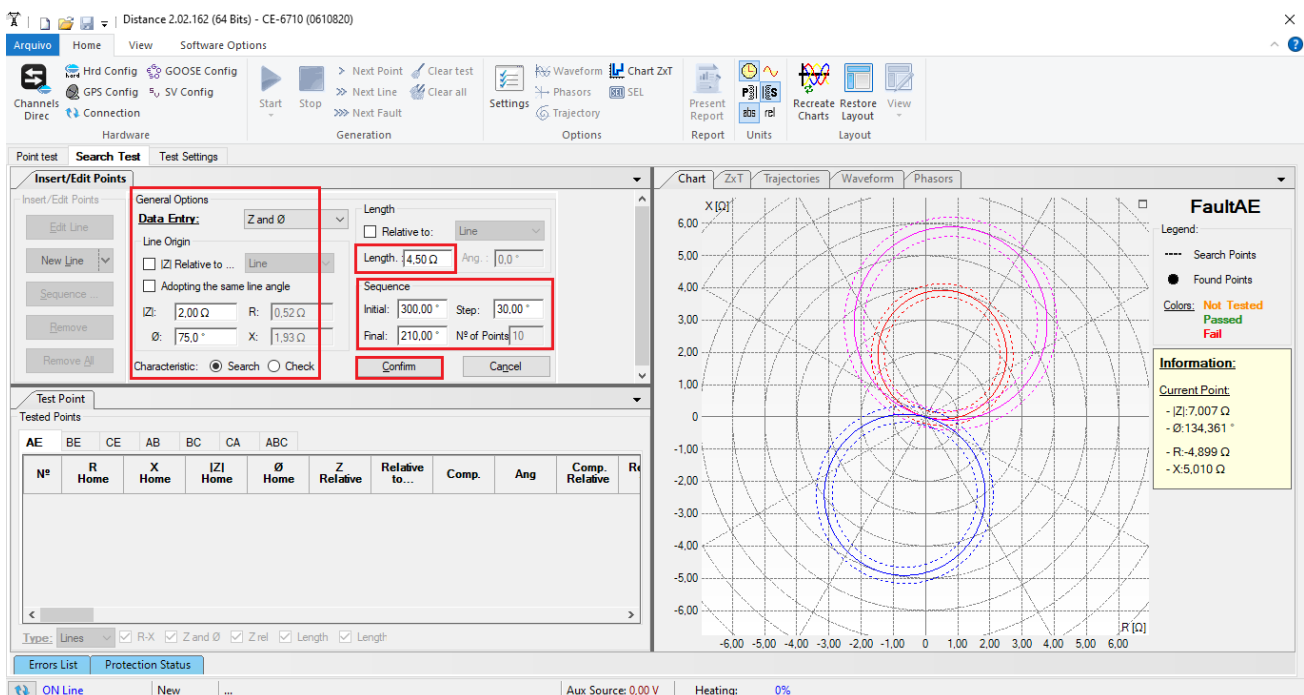 Distance 2.02.162 (64 Bits) - CE-6710 (0610820)
Arquivo Home View Software Options
Channels Direc
Hrd Config GOOSE Config
GPS Config SV Config
Connection
Hardware
Start Stop
Next Point Clear test
Next Line Clear all
Next Fault
Generation
Settings
Waveform Chart ZxT
Phasors SEL
Trajectory
Options
Present Report
Report
abs rel
Units
Recreate Charts Restore Layout View
Layout
Point test Search Test Test Settings
Insert/Edit Points
Insert/Edit Points
Edit Line
New Line
Sequence ...
Remove
Remove All
General Options
Data Entry: Z and Ø
Line Origin
|Z| Relative to ... Line
Adopting the same line angle
|Z|: 2,00 Ω R: 0,52 Ω
Ø: 75,0 ° X: 1,93 Ω
Characteristic: Search Check
Length
Relative to: Line
Length. : 4,50 Ω Ang. : 0,0 °
Sequence
Initial: 300,00 ° Step: 30,00 °
Final: 210,00 ° Nº of Points 10
Confirm Cancel
Test Point
Tested Points
AE BE CE AB BC CA ABC
Nº R Home X Home |Z| Home Ø Home Z Relative Relative to... Comp. Ang Comp. Relative
Type: Lines R-X Z and Ø Z rel Length Length
Errors List Protection Status
ON Line New ... Aux Source: 0.00 V Heating: 0%
Chart ZxT Trajectories Waveform Phasors
X [Ω]
6,00
5,00
4,00
3,00
2,00
1,00
0
-1,00
-2,00
-3,00
-4,00
-5,00
-6,00
R [Ω]
-6,00 -5,00 -4,00 -3,00 -2,00 -1,00 0 1,00 2,00 3,00 4,00 5,00 6,00
FaultAE
Legend:
Search Points
Found Points
Colors: Not Tested
Passed
Fail
Information:
Current Point:
- |Z|:7,007 Ω
- Ø:134,361 °
- R:-4,899 Ω
- X:5,010 Ω